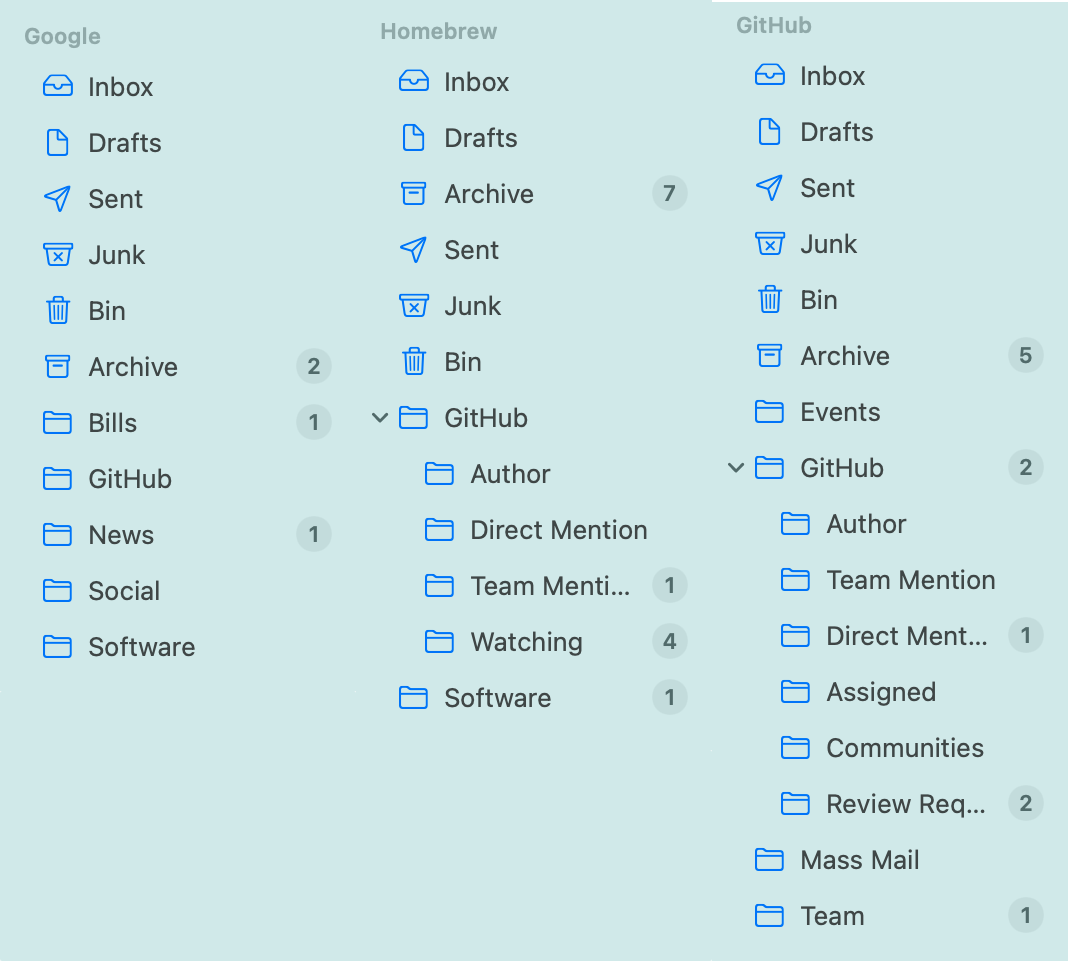 Google
Inbox
Drafts
Sent
Junk
Bin
Archive 2
Bills 1
GitHub
News 1
Social
Software
Homebrew
Inbox
Drafts
Archive 7
Sent
Junk
Bin
GitHub
Author
Direct Mention
Team Menti... 1
Watching 4
Software 1
GitHub
Inbox
Drafts
Sent
Junk
Bin
Archive 5
Events
GitHub 2
Author
Team Mention
Direct Ment... 1
Assigned
Communities
Review Req... 2
Mass Mail
Team 1